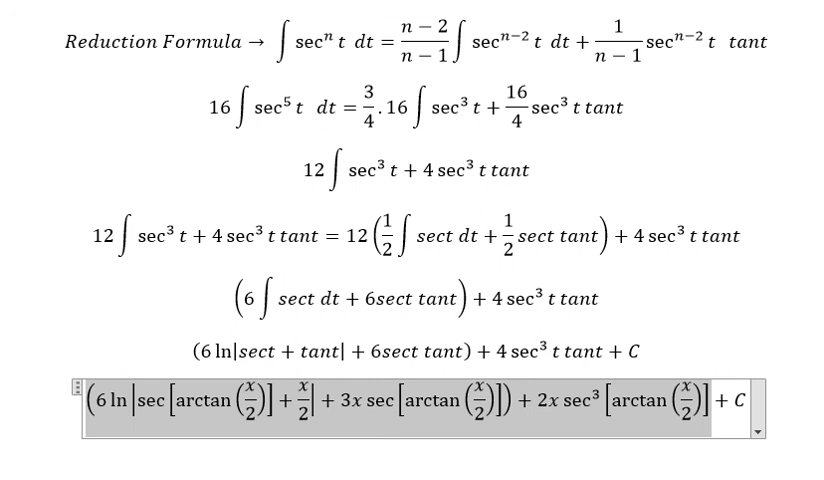 Reduction Formula → ∫ secⁿ t dt = (n − 2)/(n − 1) ∫ secⁿ⁻² t dt + 1/(n − 1) secⁿ⁻² t tant
16 ∫ sec⁵ t dt = 3/4 .16 ∫ sec³ t + 16/4 sec³ t tant
12 ∫ sec³ t + 4 sec³ t tant
12 ∫ sec³ t + 4 sec³ t tant = 12 (1/2 ∫ sect dt + 1/2 sect tant) + 4 sec³ t tant
(6 ∫ sect dt + 6sect tant) + 4 sec³ t tant
(6 ln|sect + tant| + 6sect tant) + 4 sec³ t tant + C
(6 ln |sec [arctan (x/2)] + x/2| + 3x sec [arctan (x/2)]) + 2x sec³ [arctan (x/2)] + C